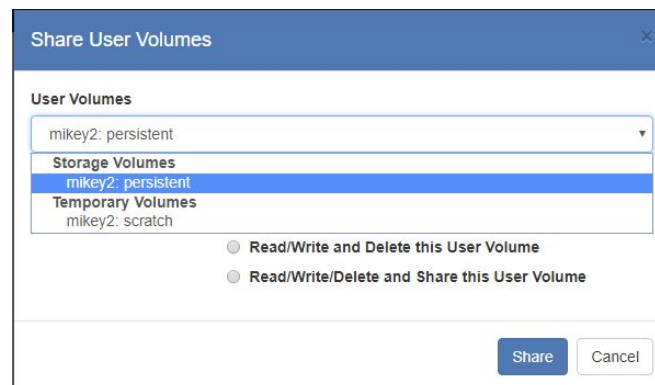 Share User Volumes
×
User Volumes
mikey2: persistent
Storage Volumes
mikey2: persistent
Temporary Volumes
mikey2: scratch
Read/Write and Delete this User Volume
Read/Write/Delete and Share this User Volume
Share Cancel